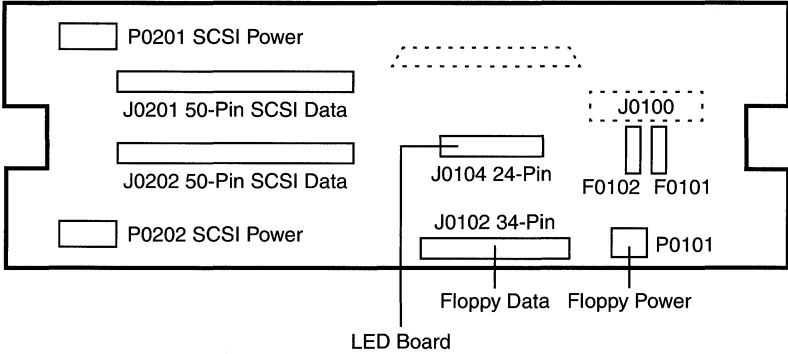 P0201 SCSI Power
J0201 50-Pin SCSI Data
J0100
J0202 50-Pin SCSI Data
J0104 24-Pin
F0102 F0101
P0202 SCSI Power
J0102 34-Pin
P0101
Floppy Data
Floppy Power
LED Board